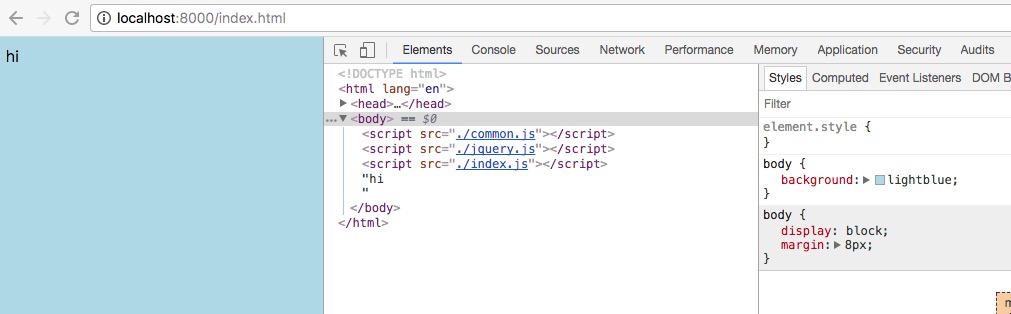 localhost:8000/index.html
hi
Elements Console Sources Network Performance Memory Application Security Audits
<!DOCTYPE html>
<html lang="en">
<head>…</head>
<body> == $0
<script src="./common.js"></script>
<script src="./jquery.js"></script>
<script src="./index.js"></script>
"hi
"
</body>
</html>
Styles Computed Event Listeners DOM B
Filter
element.style {
}
body {
background: lightblue;
}
body {
display: block;
margin: 8px;
}